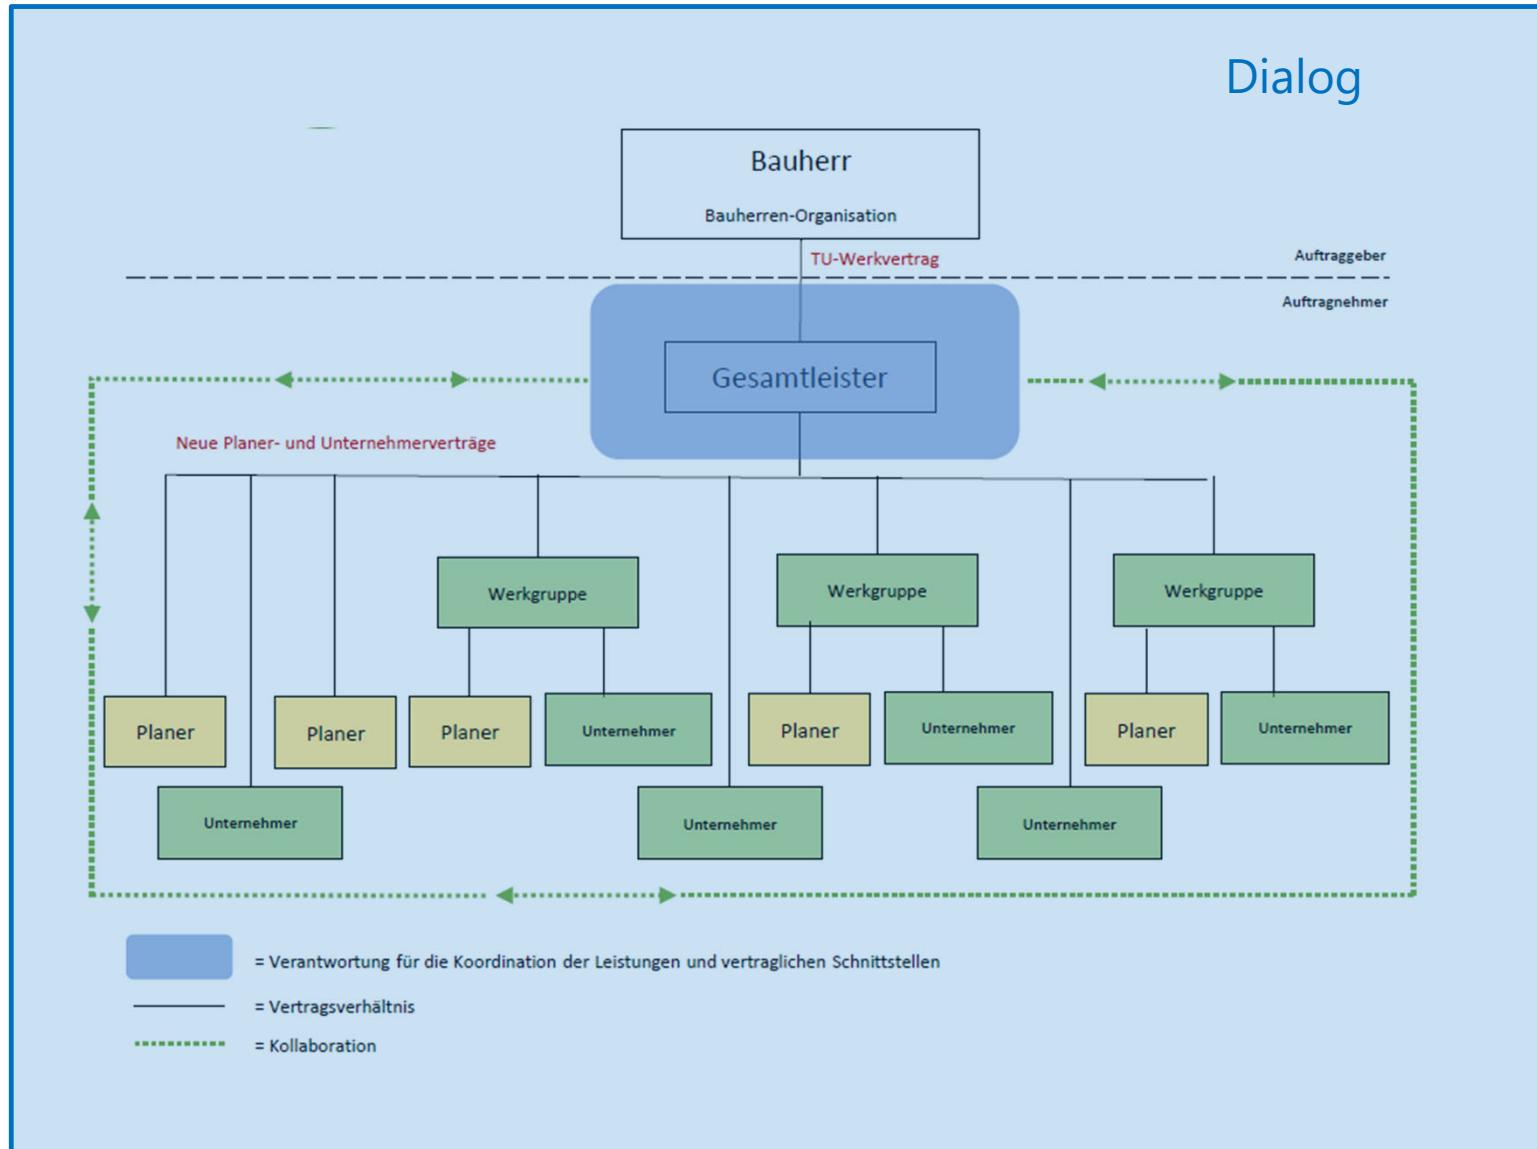 Dialog
Bauherr
Bauherren-Organisation
TU-Werkvertrag
Auftraggeber
Auftragnehmer
Gesamtleister
Neue Planer- und Unternehmerverträge
Werkgruppe
Werkgruppe
Werkgruppe
Planer
Planer
Planer
Unternehmer
Planer
Unternehmer
Planer
Unternehmer
Unternehmer
Unternehmer
Unternehmer
= Verantwortung für die Koordination der Leistungen und vertraglichen Schnittstellen
= Vertragsverhältnis
= Kollaboration